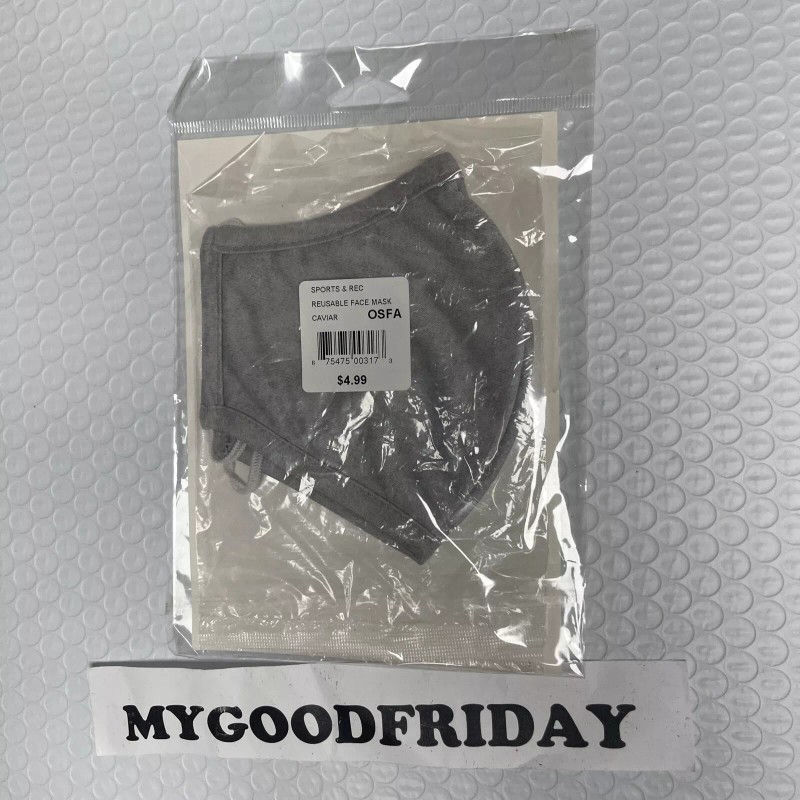 SPORTS & REC
REUSABLE FACE MASK
CAVIAR OSFA
8 75475 00317 3
$4.99
MYGOODFRIDAY